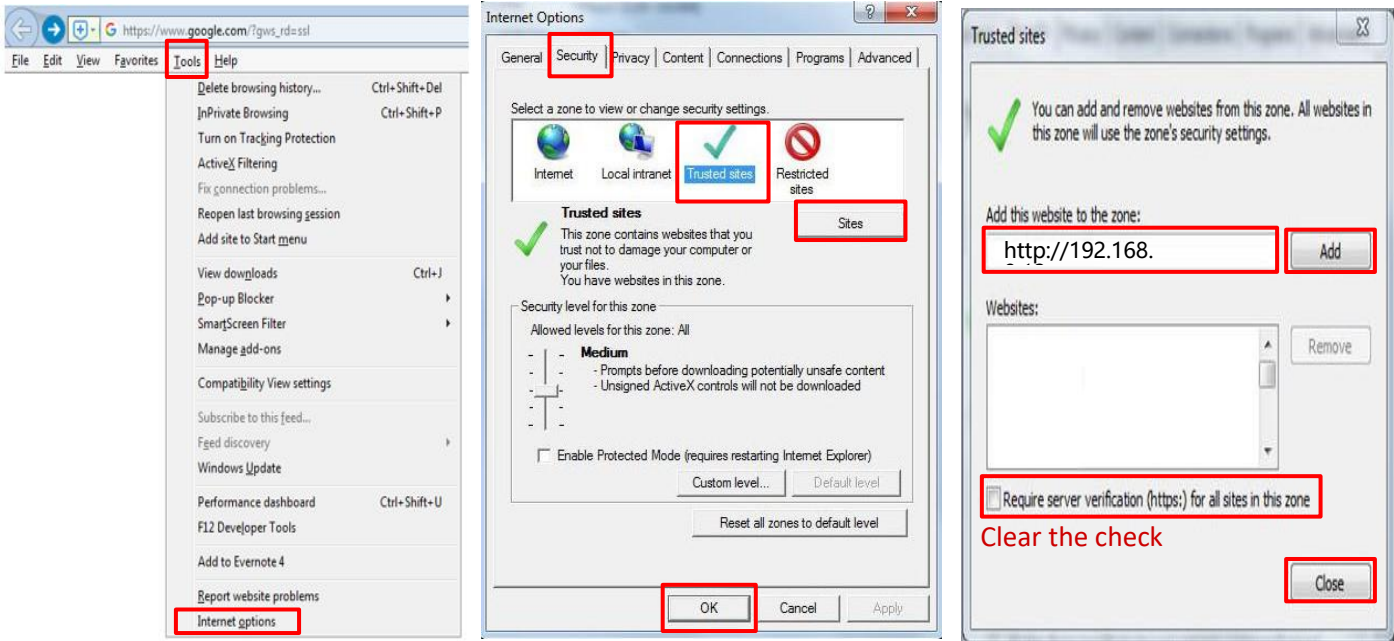 https://www.google.com/?gws_rd=ssl
File Edit View Favorites Tools Help
Delete browsing history... Ctrl+Shift+Del
InPrivate Browsing Ctrl+Shift+P
Turn on Tracking Protection
ActiveX Filtering
Fix connection problems...
Reopen last browsing session
Add site to Start menu
View downloads Ctrl+J
Pop-up Blocker
SmartScreen Filter
Manage add-ons
Compatibility View settings
Subscribe to this feed...
Feed discovery
Windows Update
Performance dashboard Ctrl+Shift+U
F12 Developer Tools
Add to Evernote 4
Report website problems
Internet options
Internet Options
General Security Privacy Content Connections Programs Advanced
Select a zone to view or change security settings.
Internet Local intranet Trusted sites Restricted
sites
Trusted sites
Sites
This zone contains websites that you
trust not to damage your computer or
your files.
You have websites in this zone.
Security level for this zone
Allowed levels for this zone: All
Medium
- Prompts before downloading potentially unsafe content
- Unsigned ActiveX controls will not be downloaded
Enable Protected Mode (requires restarting Internet Explorer)
Custom level... Default level
Reset all zones to default level
OK Cancel Apply
Trusted sites
You can add and remove websites from this zone. All websites in
this zone will use the zone's security settings.
Add this website to the zone:
http://192.168. Add
Websites:
Remove
Require server verification (https:) for all sites in this zone
Clear the check
Close